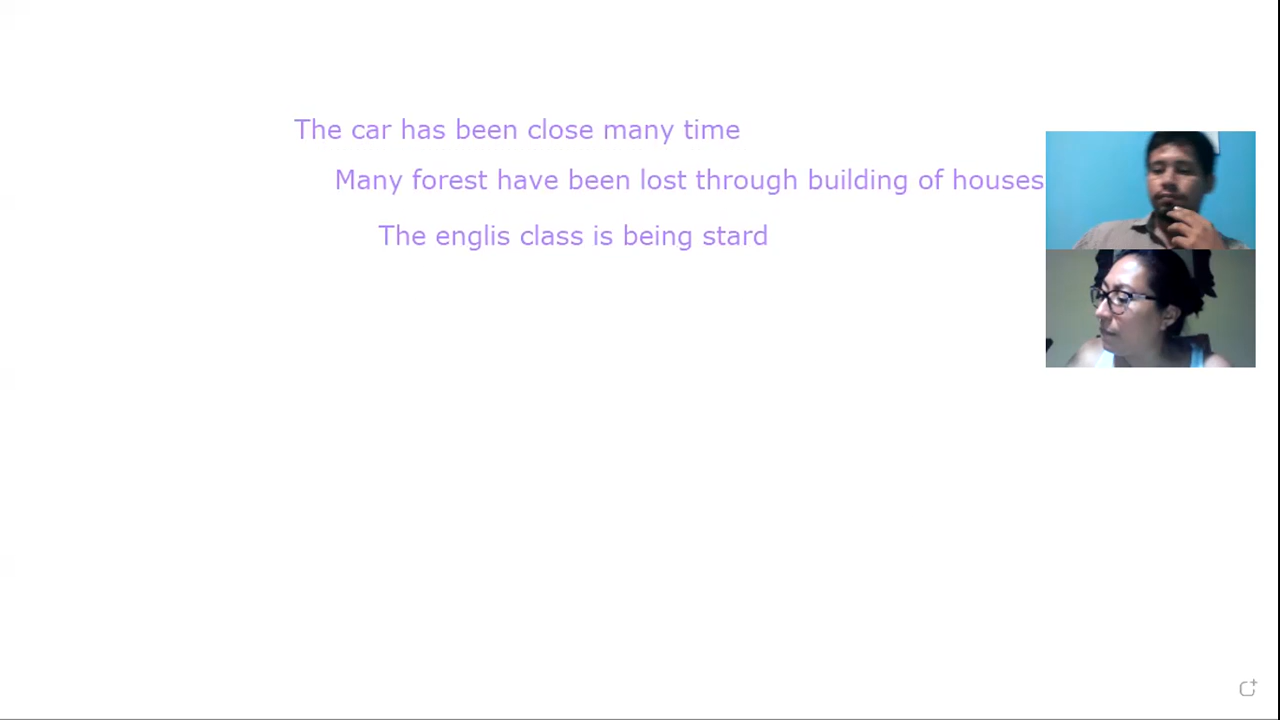 The car has been close many time
Many forest have been lost through building of houses
The englis class is being stard